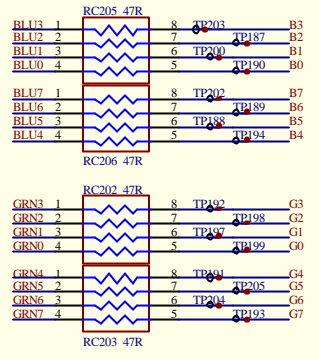 RC205 47R
BLU3 1 8 TP203 B3
BLU2 2 7 TP187 B2
BLU1 3 6 TP200 B1
BLU0 4 5 TP190 B0
BLU7 1 8 TP202 B7
BLU6 2 7 TP189 B6
BLU5 3 6 TP188 B5
BLU4 4 5 TP194 B4
RC206 47R
RC202 47R
GRN3 1 8 TP192 G3
GRN2 2 7 TP198 G2
GRN1 3 6 TP197 G1
GRN0 4 5 TP199 G0
GRN4 1 8 TP191 G4
GRN5 2 7 TP205 G5
GRN6 3 6 TP204 G6
GRN7 4 5 TP193 G7
RC203 47R